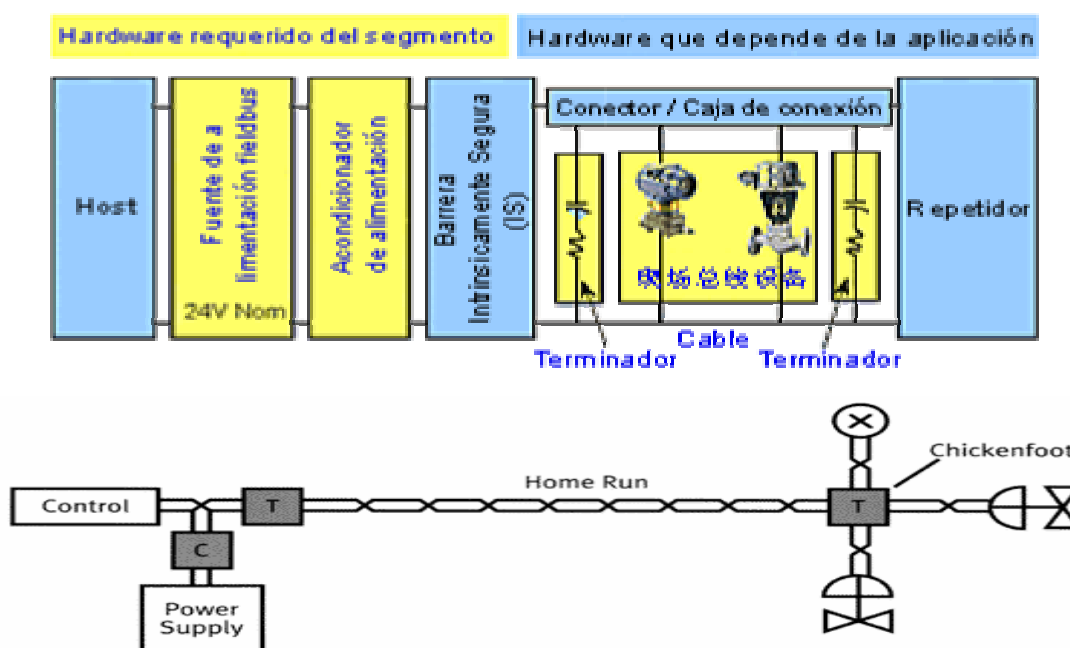 Hardware requerido del segmento
Hardware que depende de la aplicación
Host
Fuente de a
limentación fieldbus
24V Nom
Acondicionador
de alimentación
Barrera
Intrinsicamente Segura
(IS)
Conector / Caja de conexión
现场总线设备
Repetidor
Cable
Terminador
Terminador
Control
C
Power
Supply
T
Home Run
T
Chickenfoot